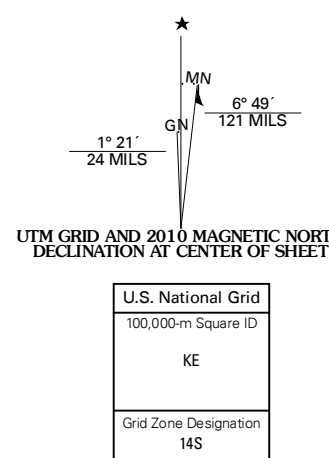 ★
MN
GN
6° 49´
121 MILS
1° 21´
24 MILS
UTM GRID AND 2010 MAGNETIC NORT
DECLINATION AT CENTER OF SHEET
U.S. National Grid
100,000-m Square ID
KE
Grid Zone Designation
14S